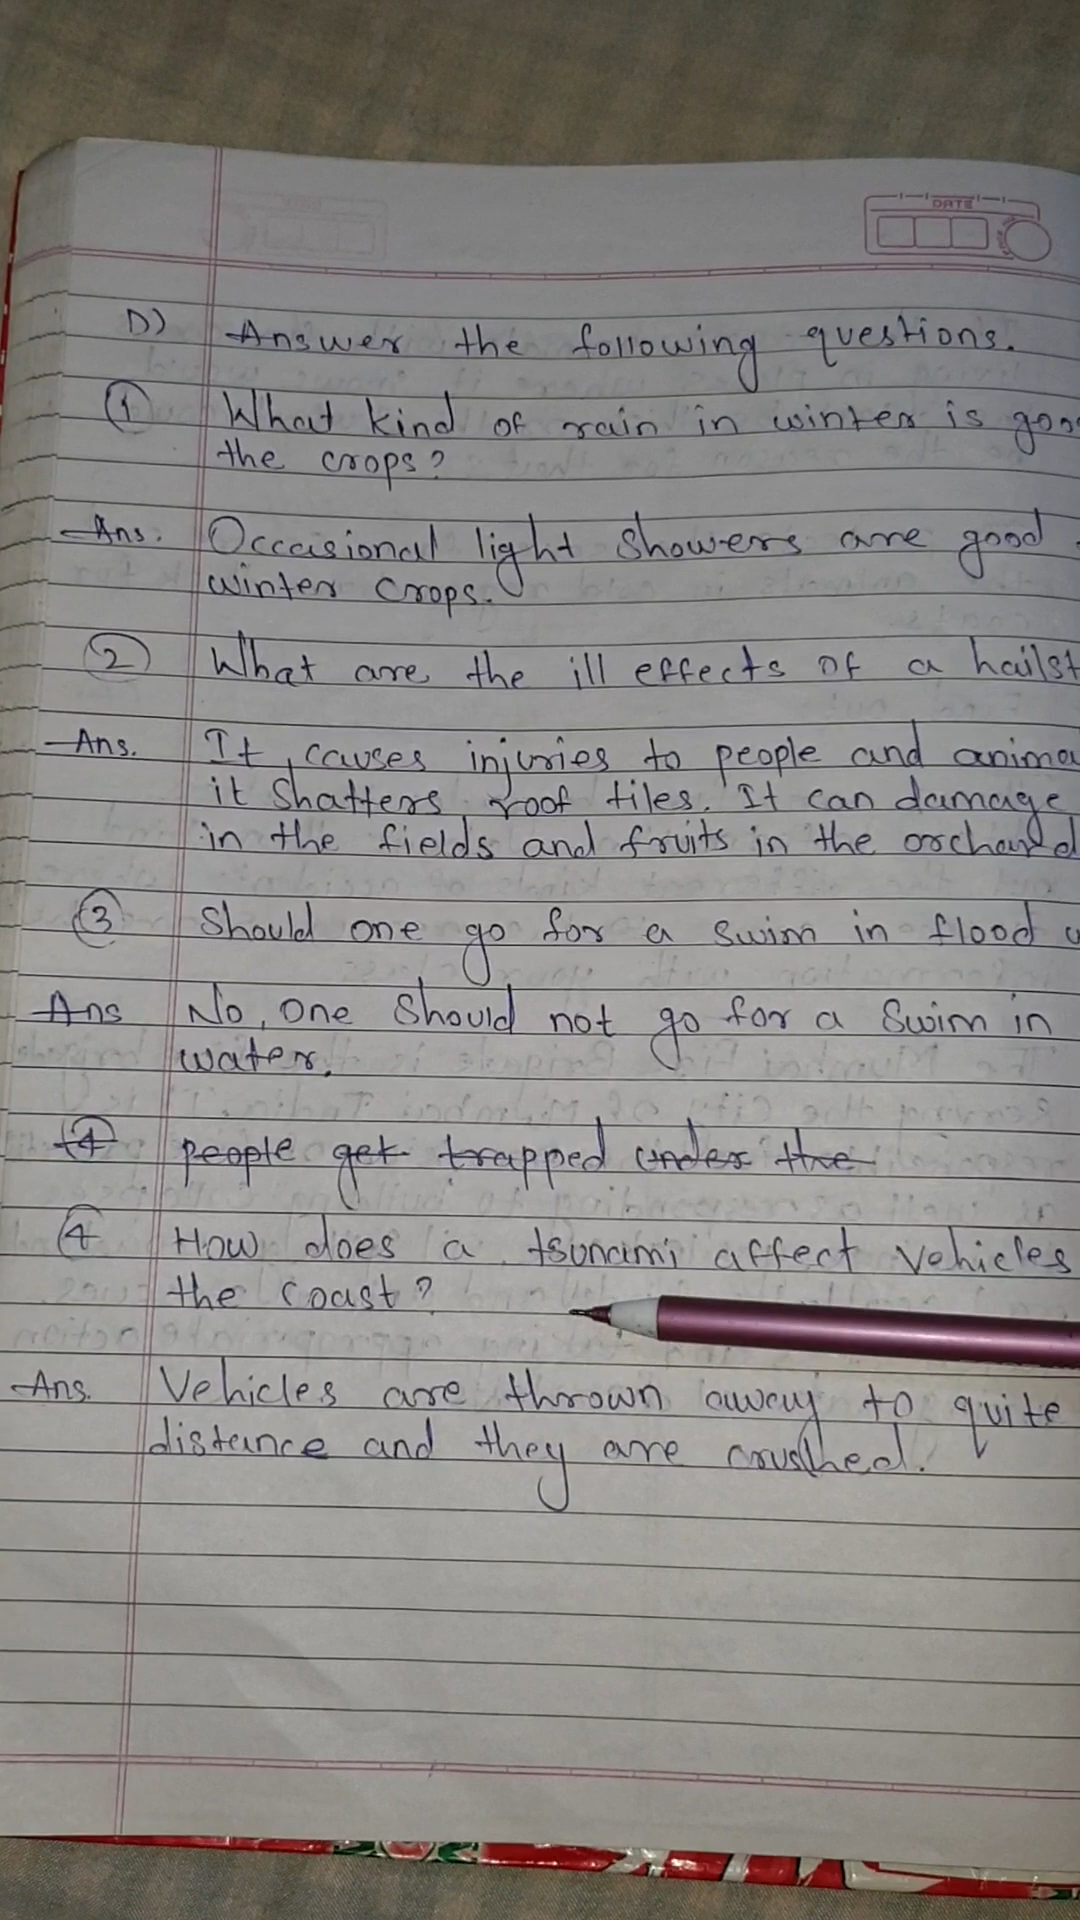 DATE
D) Answer the following questions.
① What kind of rain in winter is goo
the crops?
Ans. Occasional light showers are good
winter crops.
② What are the ill effects of a hailst
Ans. It causes injuries to people and anima
it shatters roof tiles. It can damage
in the fields and fruits in the orchard
③ Should one go for a swim in flood
Ans No, one should not go for a swim in
water.
④ people get trapped under the
④ How does a tsunami affect vehicles
the coast?
Ans. Vehicles are thrown away to quite
distance and they are crushed.